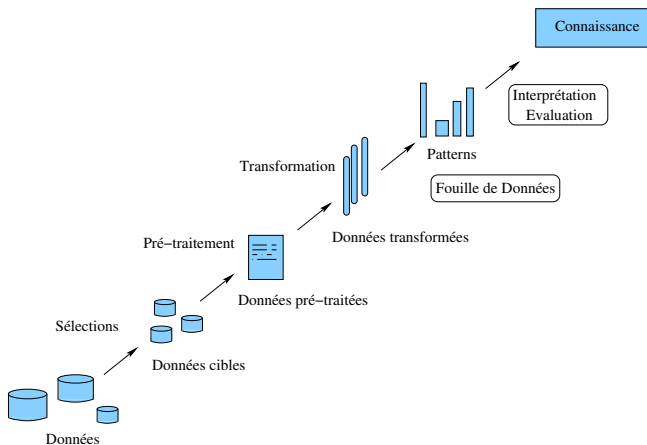 Connaissance
Interprétation
Evaluation
Patterns
Transformation
Fouille de Données
Données transformées
Pré-traitement
Données pré-traitées
Sélections
Données cibles
Données